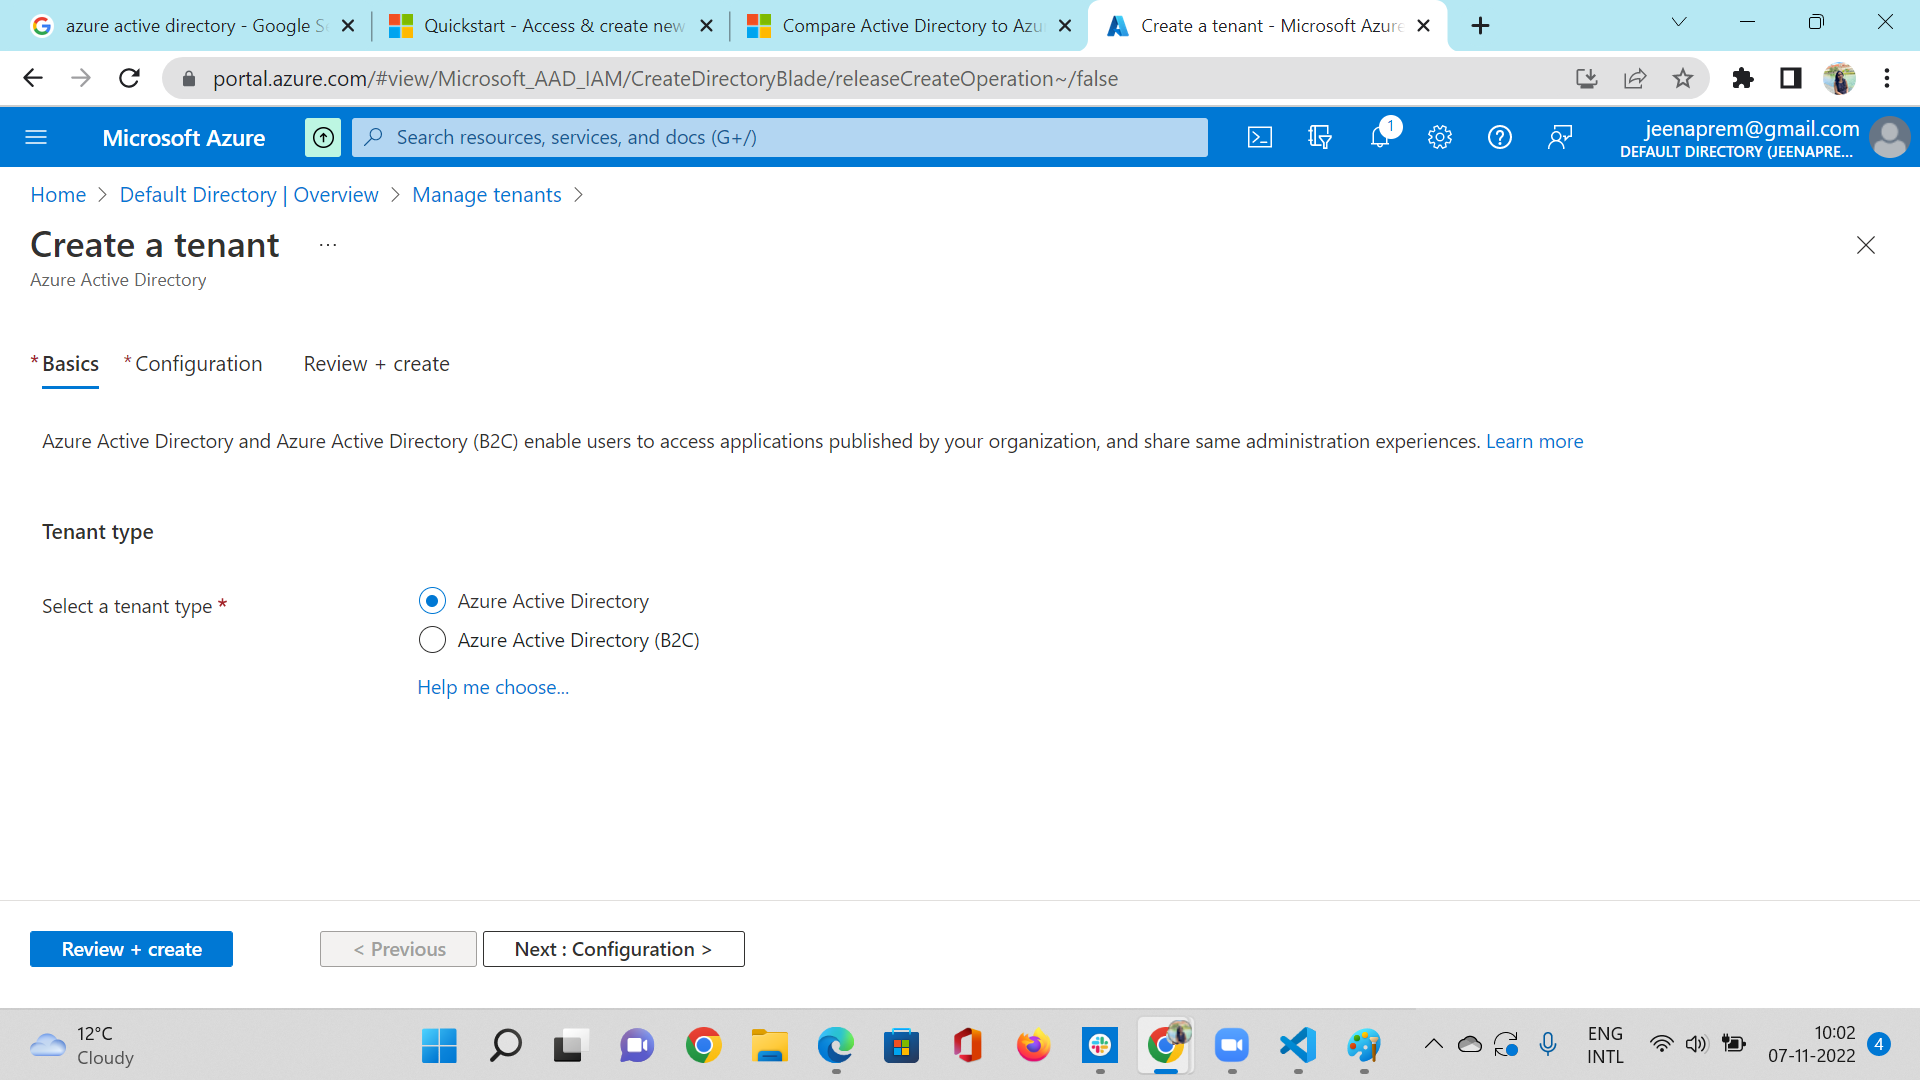 azure active directory - Google S
Quickstart - Access & create new
Compare Active Directory to Azu
Create a tenant - Microsoft Azure
portal.azure.com/#view/Microsoft_AAD_IAM/CreateDirectoryBlade/releaseCreateOperation~/false
Microsoft Azure
Search resources, services, and docs (G+/)
1
jeenaprem@gmail.com
DEFAULT DIRECTORY (JEENAPRE...
Home > Default Directory | Overview > Manage tenants >
Create a tenant ...
Azure Active Directory
* Basics * Configuration Review + create
Azure Active Directory and Azure Active Directory (B2C) enable users to access applications published by your organization, and share same administration experiences. Learn more
Tenant type
Select a tenant type *
Azure Active Directory
Azure Active Directory (B2C)
Help me choose...
Review + create
< Previous
Next : Configuration >
12°C
Cloudy
ENG
INTL
10:02
07-11-2022
4